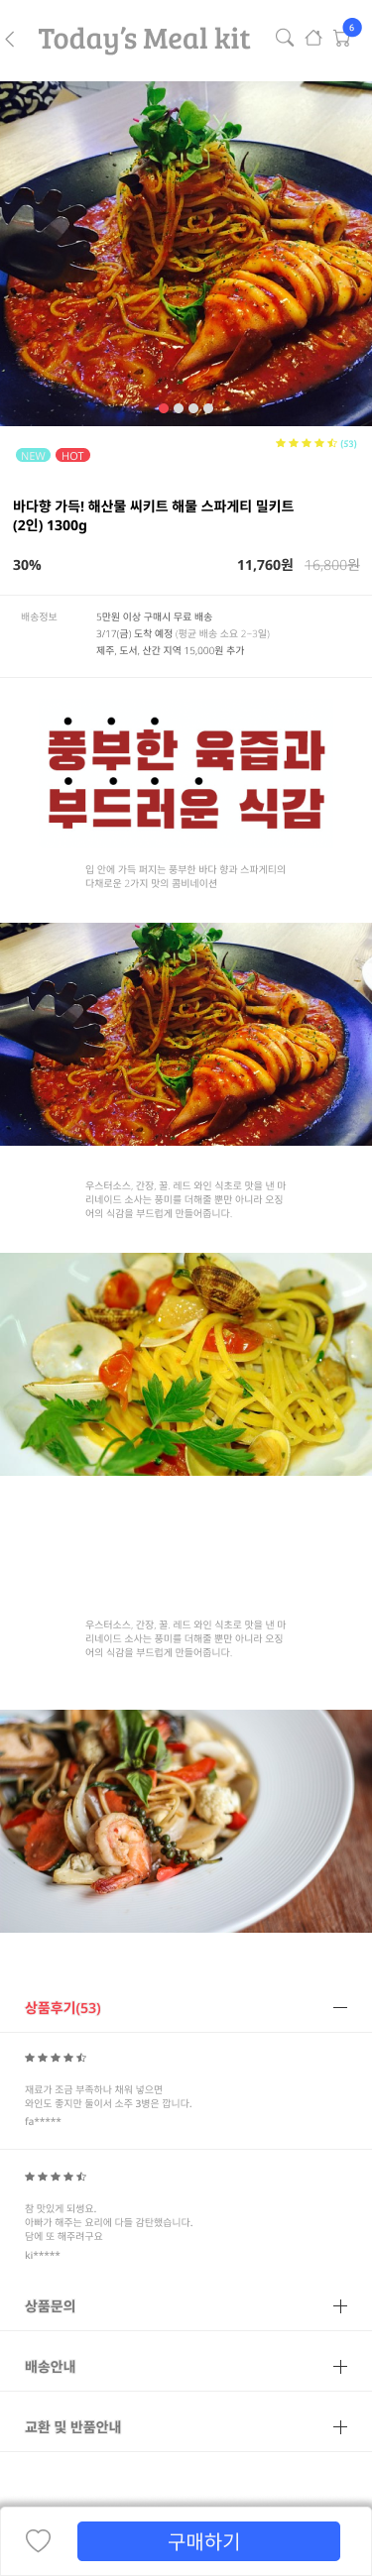 Today's Meal kit
6
(53)
NEW HOT
바다향 가득! 해산물 씨키트 해물 스파게티 밀키트
(2인) 1300g
30% 11,760원 16,800원
배송정보 5만원 이상 구매시 무료 배송
3/17(금) 도착 예정 (평균 배송 소요 2~3일)
제주, 도서, 산간 지역 15,000원 추가
풍부한 육즙과
부드러운 식감
입 안에 가득 퍼지는 풍부한 바다 향과 스파게티의
다채로운 2가지 맛의 콤비네이션
우스터소스, 간장, 꿀, 레드 와인 식초로 맛을 낸 마
리네이드 소사는 풍미를 더해줄 뿐만 아니라 오징
어의 식감을 부드럽게 만들어줍니다.
우스터소스, 간장, 꿀, 레드 와인 식초로 맛을 낸 마
리네이드 소사는 풍미를 더해줄 뿐만 아니라 오징
어의 식감을 부드럽게 만들어줍니다.
상품후기(53)
재료가 조금 부족하나 채워 넣으면
와인도 좋지만 둘이서 소주 3병은 깝니다.
fa*****
참 맛있게 되쌩요,
아빠가 해주는 요리에 다들 감탄했습니다.
담에 또 해주려구요
ki*****
상품문의
배송안내
교환 및 반품안내
구매하기